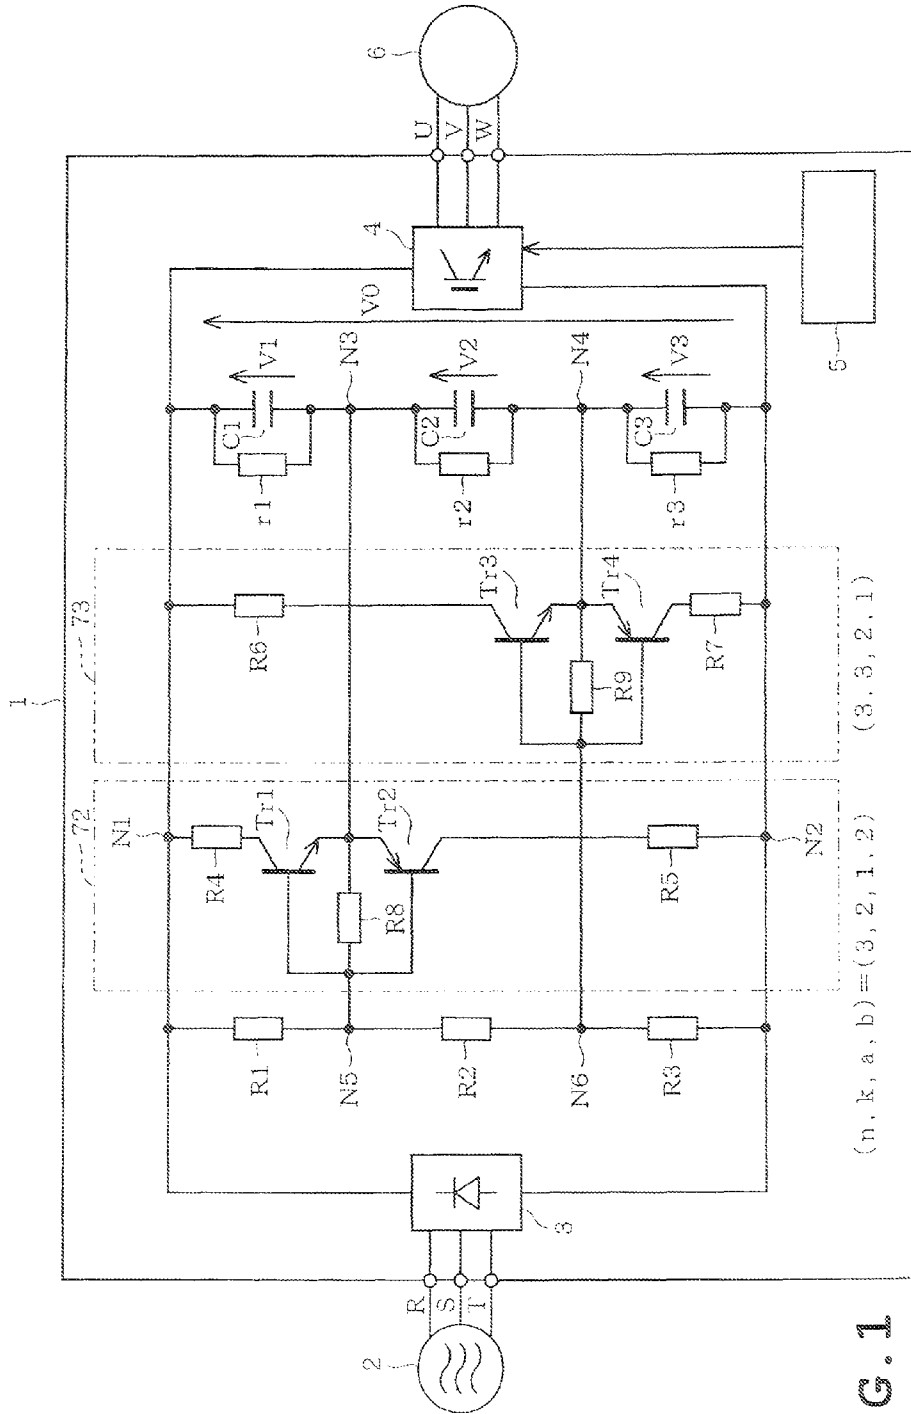 1
72
73
N1
R4
Tr1
Tr2
R8
R5
N2
R6
Tr3
Tr4
R9
R7
R1
N5
R2
N6
R3
C1
r1
V1
N3
C2
r2
V2
N4
C3
r3
V3
V0
2
R
S
T
3
4
5
U
V
W
6
(n, k, a, b)=(3, 2, 1, 2)
(3. 3, 2, 1)
G. 1